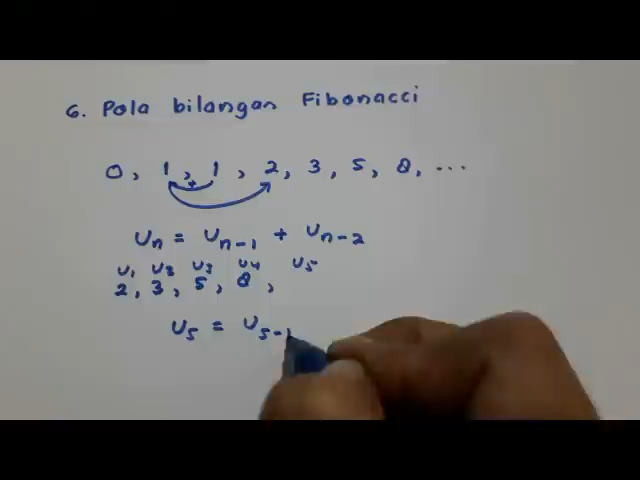 6. Pola bilangan Fibonacci
0, 1, 1, 2, 3, 5, 8, ...
+
Un = Un-1 + Un-2
U1 U2 U3 U4 U5
2, 3, 5, 8,
U5 = U5-1